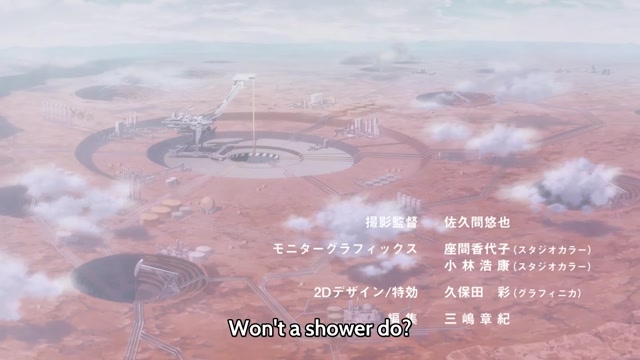 撮影監督 佐久間悠也
モニターグラフィックス 座間香代子(スタジオカラー)
小林浩康(スタジオカラー)
2Dデザイン/特効 久保田 彩(グラフィニカ)
編集 三嶋章紀
Won't a shower do?